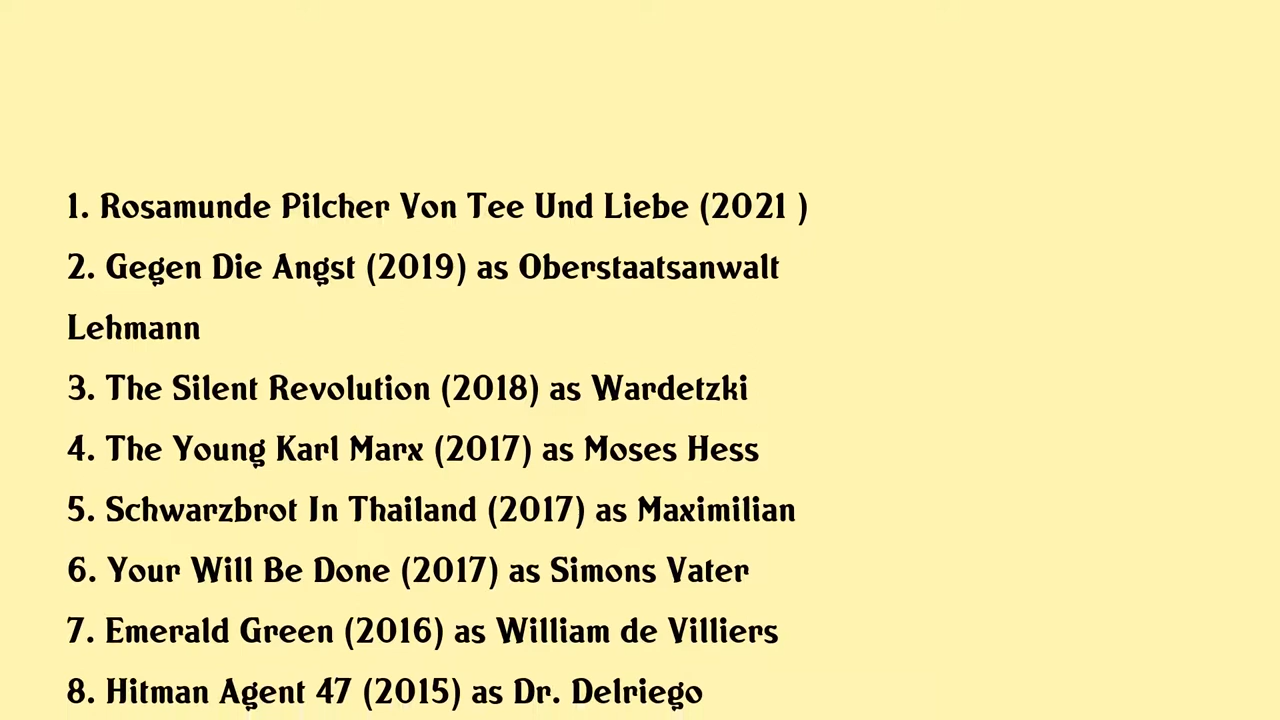 1. Rosamunde Pilcher Von Tee Und Liebe (2021 )
2. Gegen Die Angst (2019) as Oberstaatsanwalt
Lehmann
3. The Silent Revolution (2018) as Wardetzki
4. The Young Karl Marx (2017) as Moses Hess
5. Schwarzbrot In Thailand (2017) as Maximilian
6. Your Will Be Done (2017) as Simons Vater
7. Emerald Green (2016) as William de Villiers
8. Hitman Agent 47 (2015) as Dr. Delriego